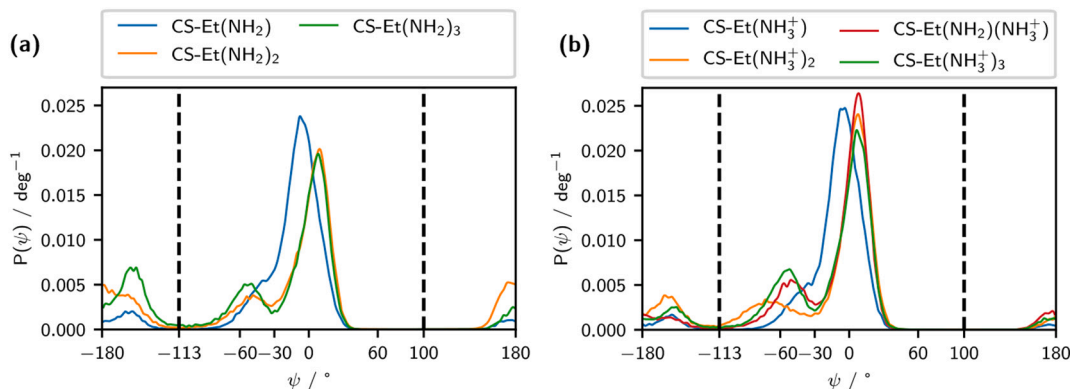 (a)
CS-Et(NH₂)
CS-Et(NH₂)₃
CS-Et(NH₂)₂
0.025
0.020
0.015
0.010
0.005
0.000
P(ψ) / deg⁻¹
−180
−113
−60
−30
0
60
100
180
ψ / °
(b)
CS-Et(NH₃⁺)
CS-Et(NH₂)(NH₃⁺)
CS-Et(NH₃⁺)₂
CS-Et(NH₃⁺)₃
0.025
0.020
0.015
0.010
0.005
0.000
P(ψ) / deg⁻¹
−180
−113
−60
−30
0
60
100
180
ψ / °